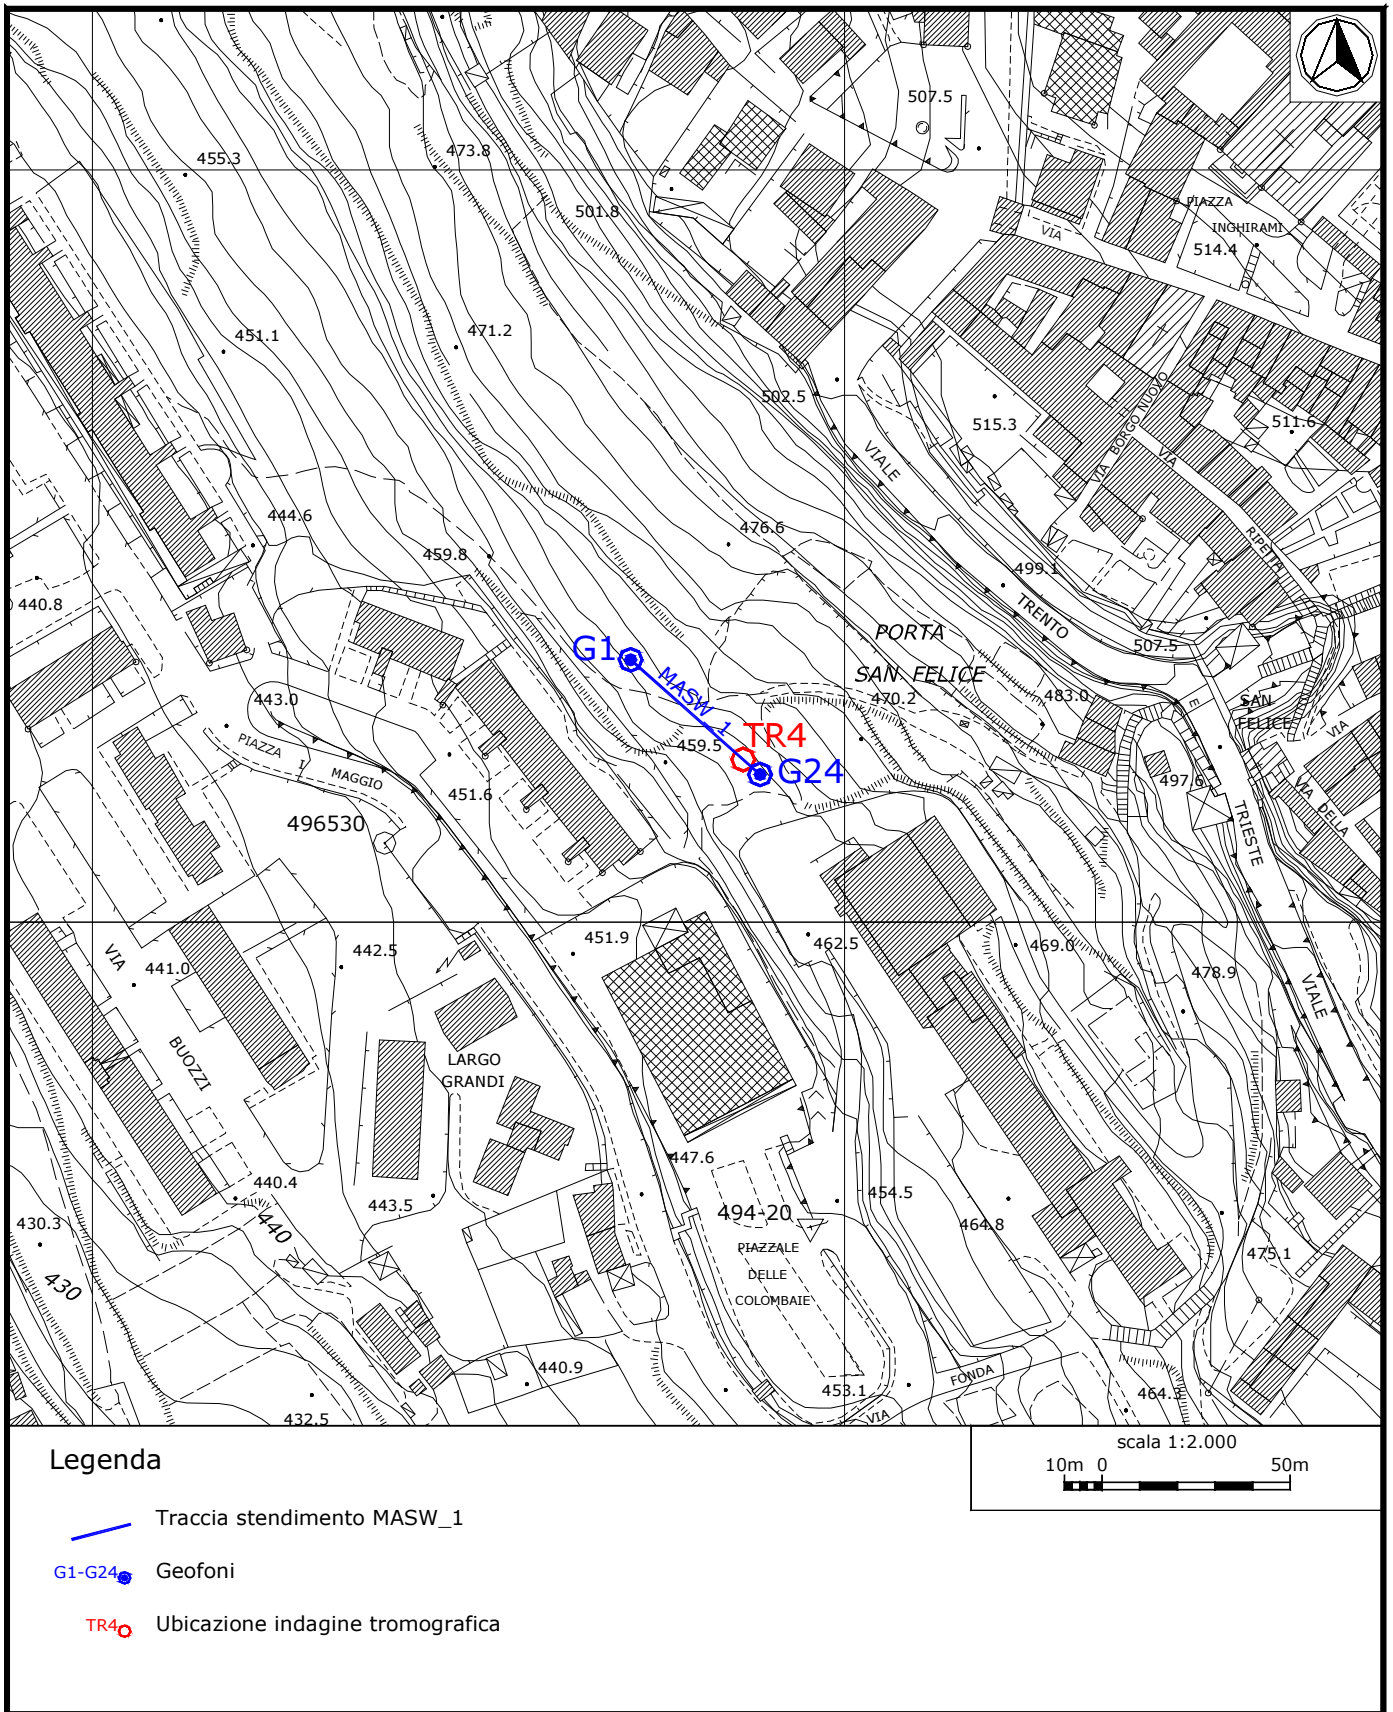 507.5
473.8
455.3
501.8
PIAZZA
INGHIRAMI
514.4
VIA
451.1
471.2
502.5
515.3
511.6
VIALE
VIA BORGO NUOVO
VIA
RIPETTA
444.6
476.6
459.8
499.1
440.8
TRENTO
PORTA
507.5
G1
SAN FELICE
MASW_1
470.2
483.0
E
SAN
FELICE
VIA
443.0
459.5
TR4
G24
PIAZZA 1 MAGGIO
451.6
497.6
VIA DELLA
496530
TRIESTE
451.9
462.5
469.0
442.5
441.0
478.9
VIA
BUOZZI
VIALE
LARGO
GRANDI
447.6
440.4
443.5
454.5
494-20
464.8
430.3
440
475.1
PIAZZALE
DELLE
COLOMBAIE
430
440.9
453.1
FONDA
VIA
464.3
432.5
Legenda
scala 1:2.000
10m 0 50m
Traccia stendimento MASW_1
G1-G24 Geofoni
TR4 Ubicazione indagine tromografica